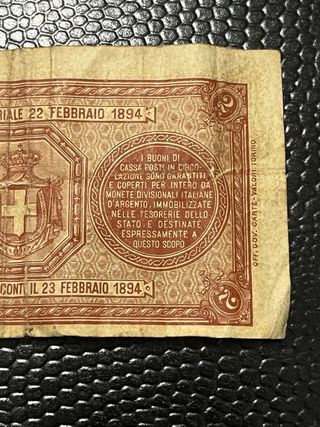 RIALE 22 FEBBRAIO 1894
2
I BUONI DI
CASSA POSTI IN CIRCO-
LAZIONE SONO GARANTITI
E COPERTI PER INTERO DA
MONETE DIVISIONALI ITALIANE
D'ARGENTO, IMMOBILIZZATE
NELLE TESORERIE DELLO
STATO, E DESTINATE
ESPRESSAMENTE A
QUESTO SCOPO.
OFF. GOV. CARTE-VALORI TORINO
CONTI IL 23 FEBBRAIO 1894
2